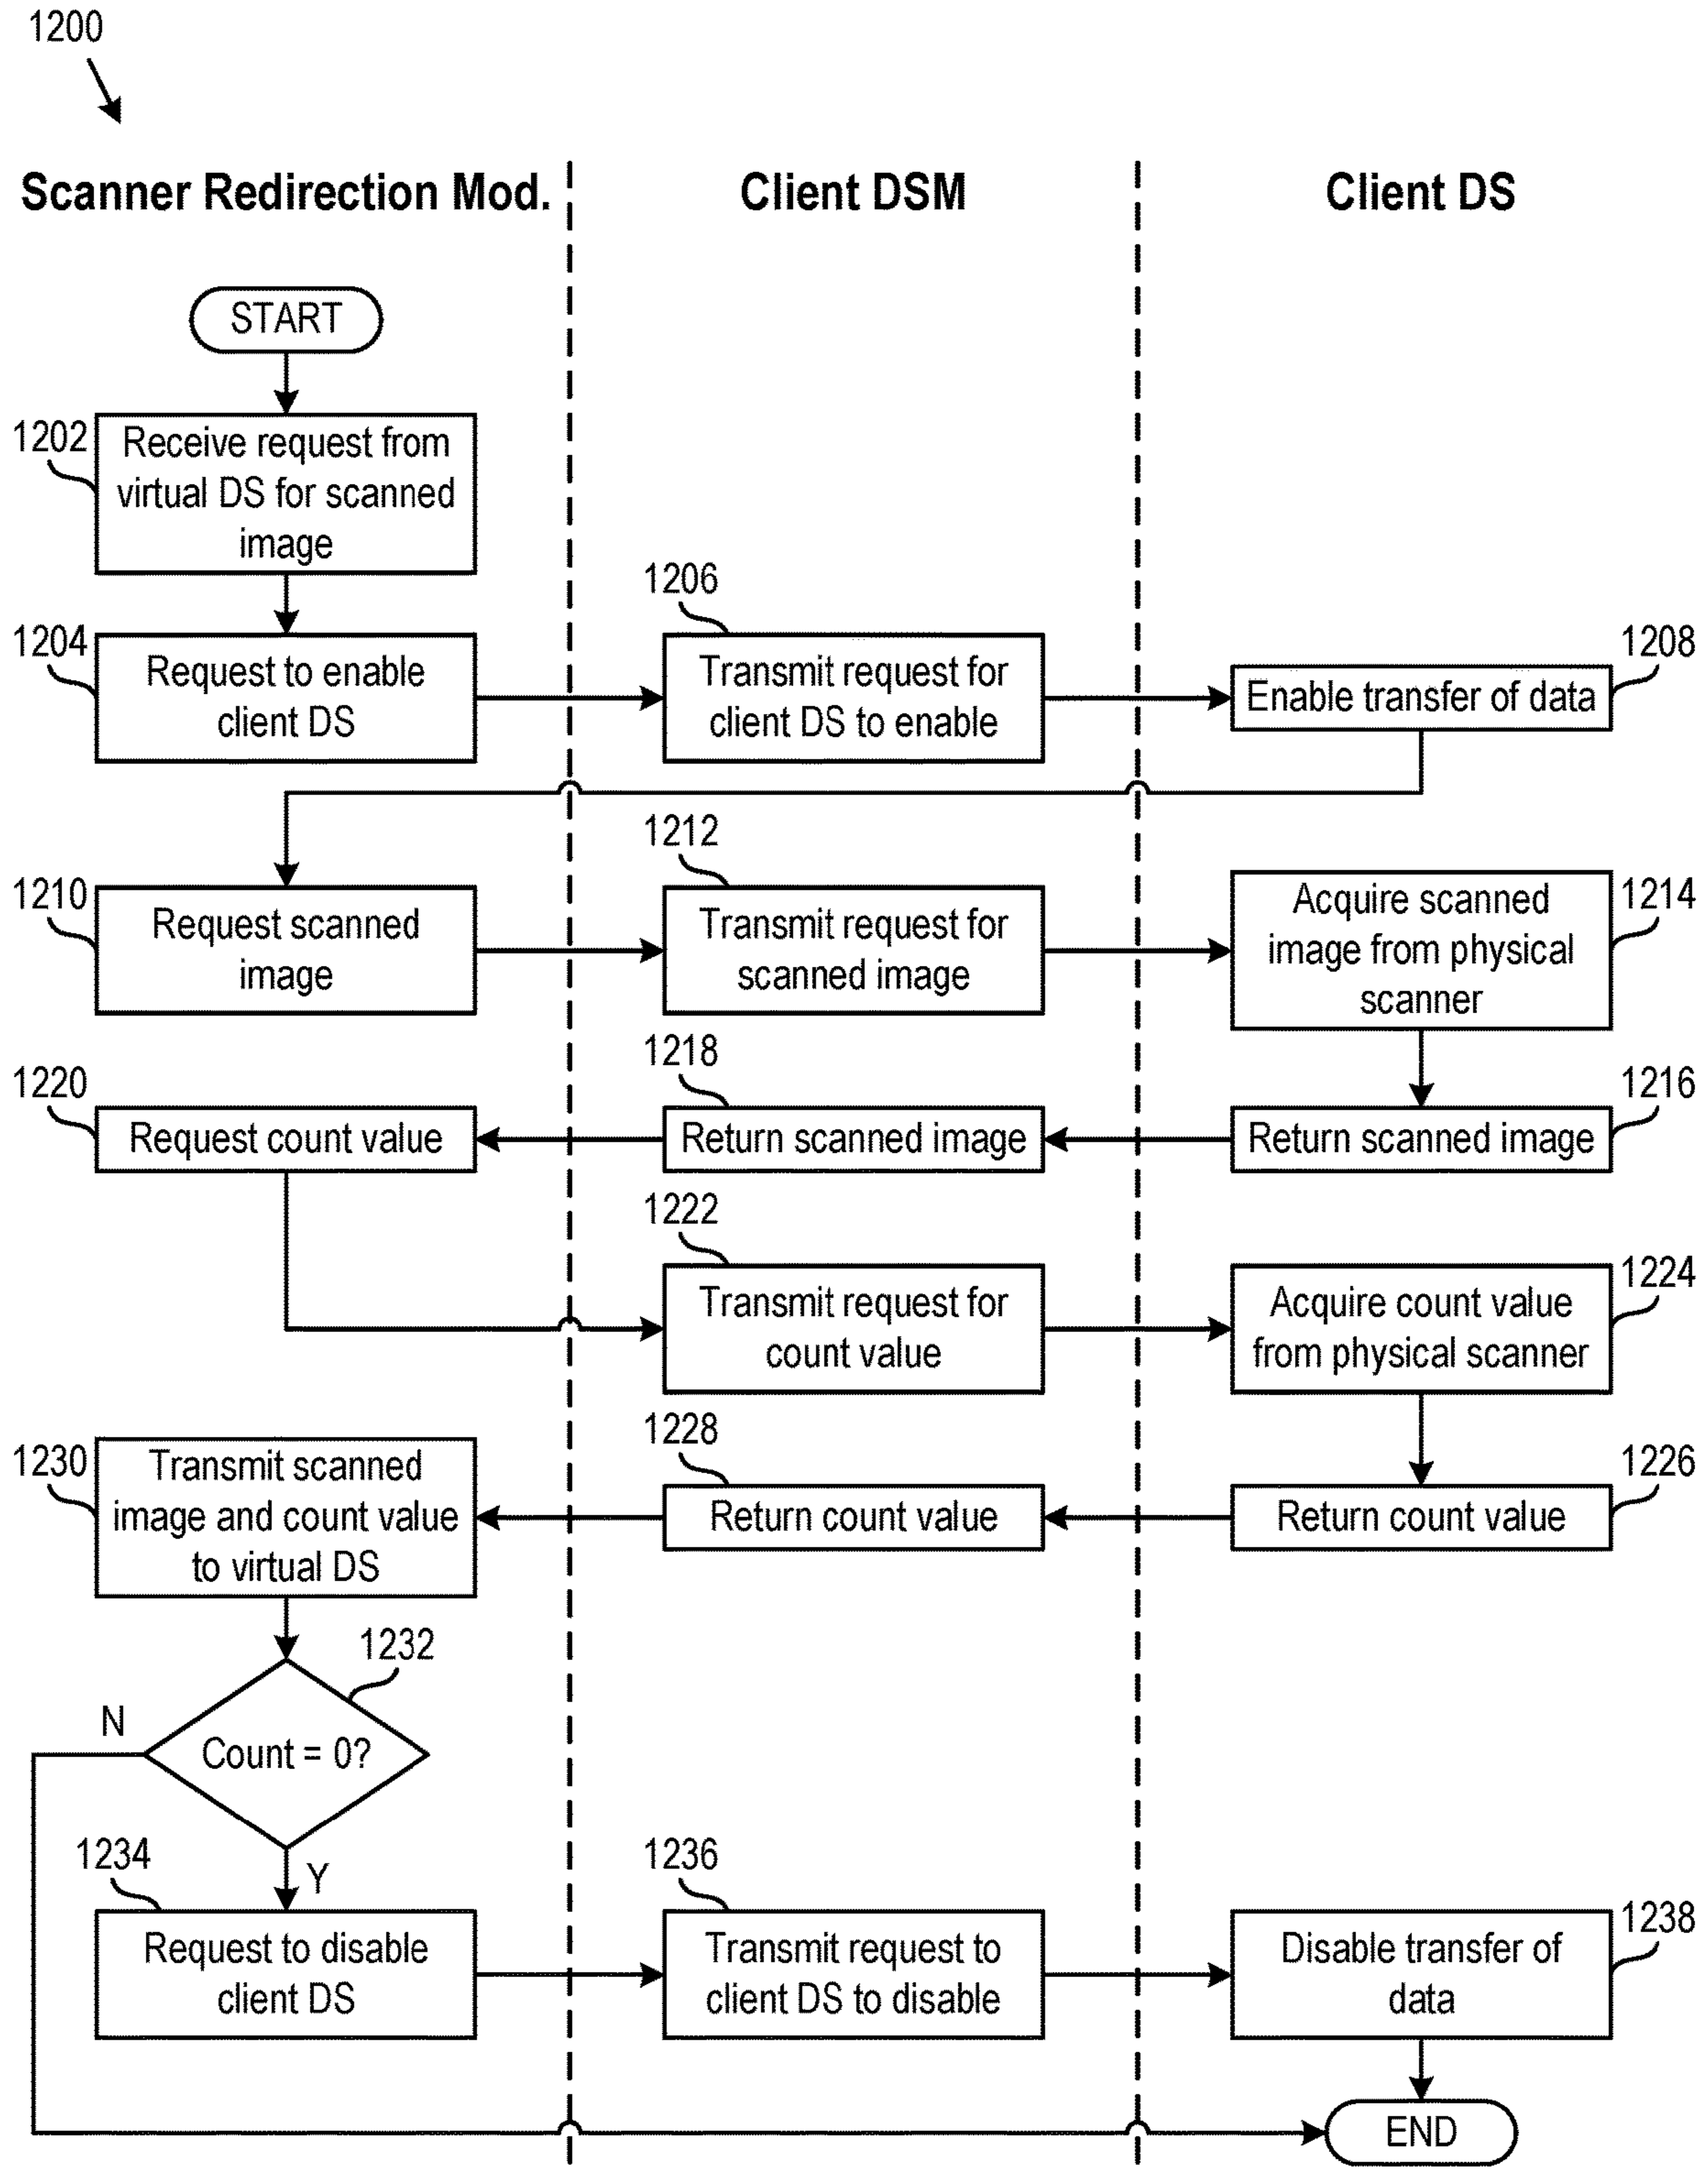 1200
Scanner Redirection Mod.
Client DSM
Client DS
START
1202
Receive request from
virtual DS for scanned
image
1204
Request to enable
client DS
1206
Transmit request for
client DS to enable
1208
Enable transfer of data
1210
Request scanned
image
1212
Transmit request for
scanned image
1214
Acquire scanned
image from physical
scanner
1220
Request count value
1218
Return scanned image
1216
Return scanned image
1222
Transmit request for
count value
1224
Acquire count value
from physical scanner
1230
Transmit scanned
image and count value
to virtual DS
1228
Return count value
1226
Return count value
1232
N
Count = 0?
Y
1234
Request to disable
client DS
1236
Transmit request to
client DS to disable
1238
Disable transfer of
data
END